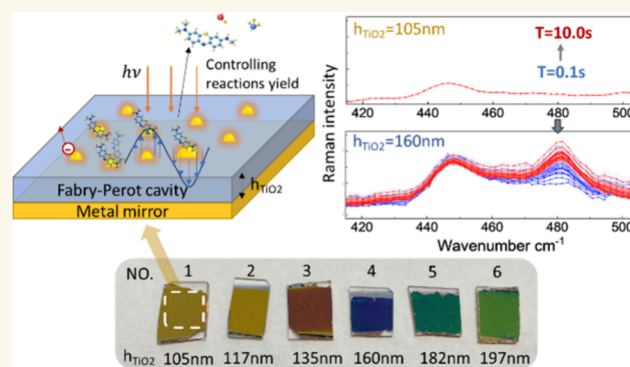 Controlling
reactions yield
hν
Fabry-Perot cavity
Metal mirror
h_TiO2
Raman intensity
h_TiO2=105nm
T=10.0s
T=0.1s
420 440 460 480 500
h_TiO2=160nm
420 440 460 480 500
Wavenumber cm⁻¹
NO. 1 2 3 4 5 6
h_TiO2 105nm 117nm 135nm 160nm 182nm 197nm